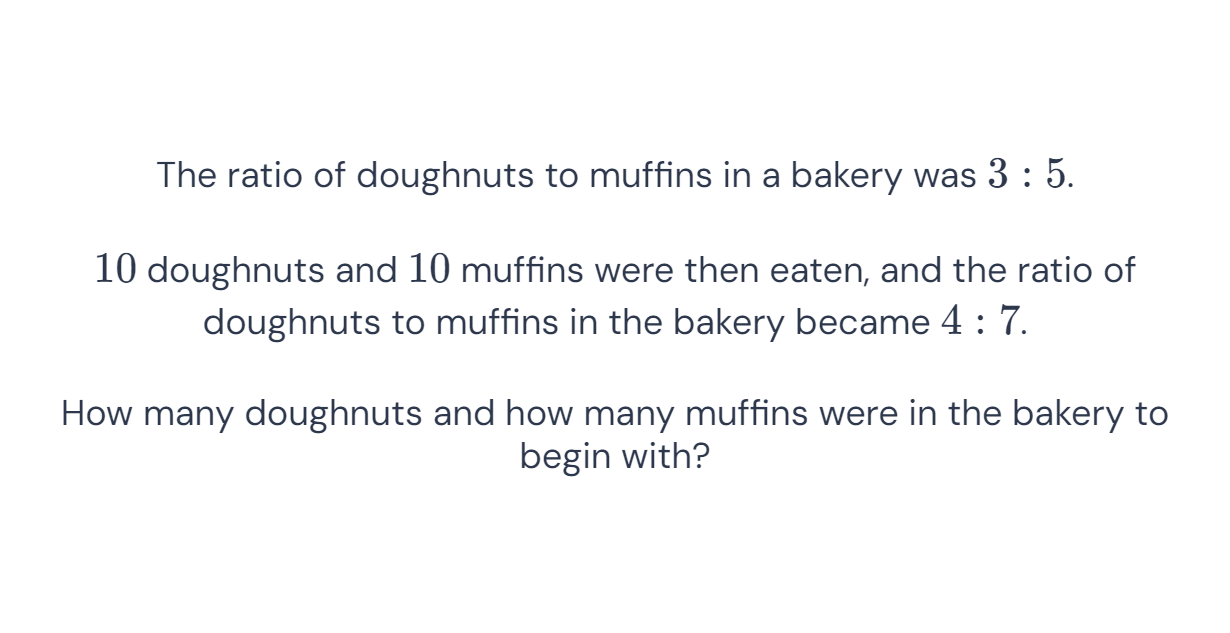 The ratio of doughnuts to muffins in a bakery was 3 : 5.
10 doughnuts and 10 muffins were then eaten, and the ratio of
doughnuts to muffins in the bakery became 4 : 7.
How many doughnuts and how many muffins were in the bakery to
begin with?